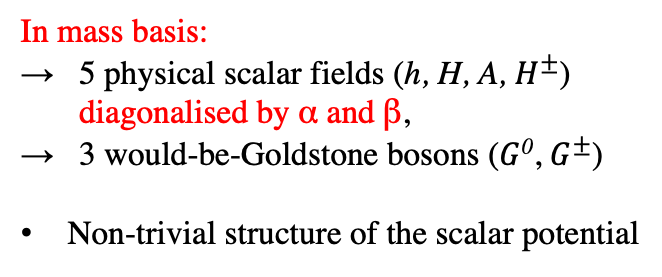 In mass basis:
→ 5 physical scalar fields (h, H, A, H±)
diagonalised by α and β,
→ 3 would-be-Goldstone bosons (G⁰, G±)
• Non-trivial structure of the scalar potential